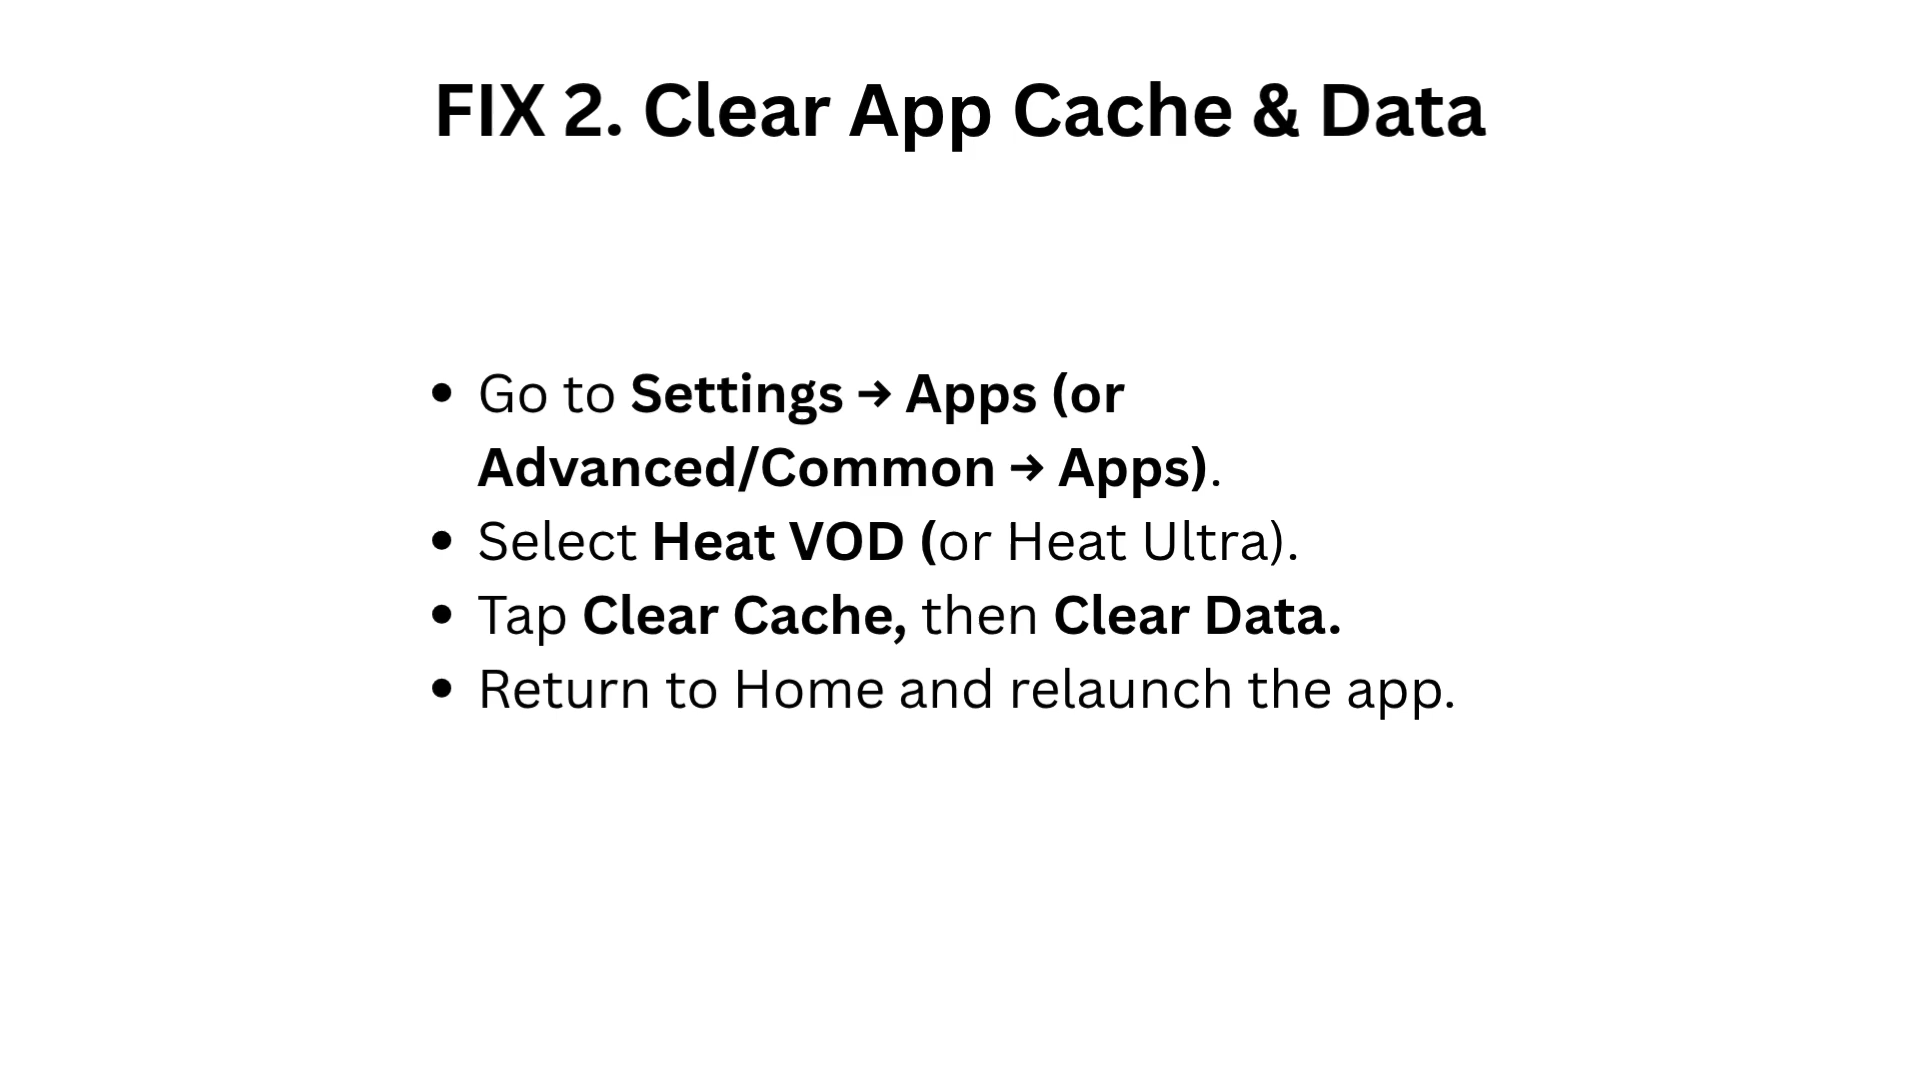 FIX 2. Clear App Cache & Data
• Go to Settings → Apps (or
Advanced/Common → Apps).
• Select Heat VOD (or Heat Ultra).
• Tap Clear Cache, then Clear Data.
• Return to Home and relaunch the app.